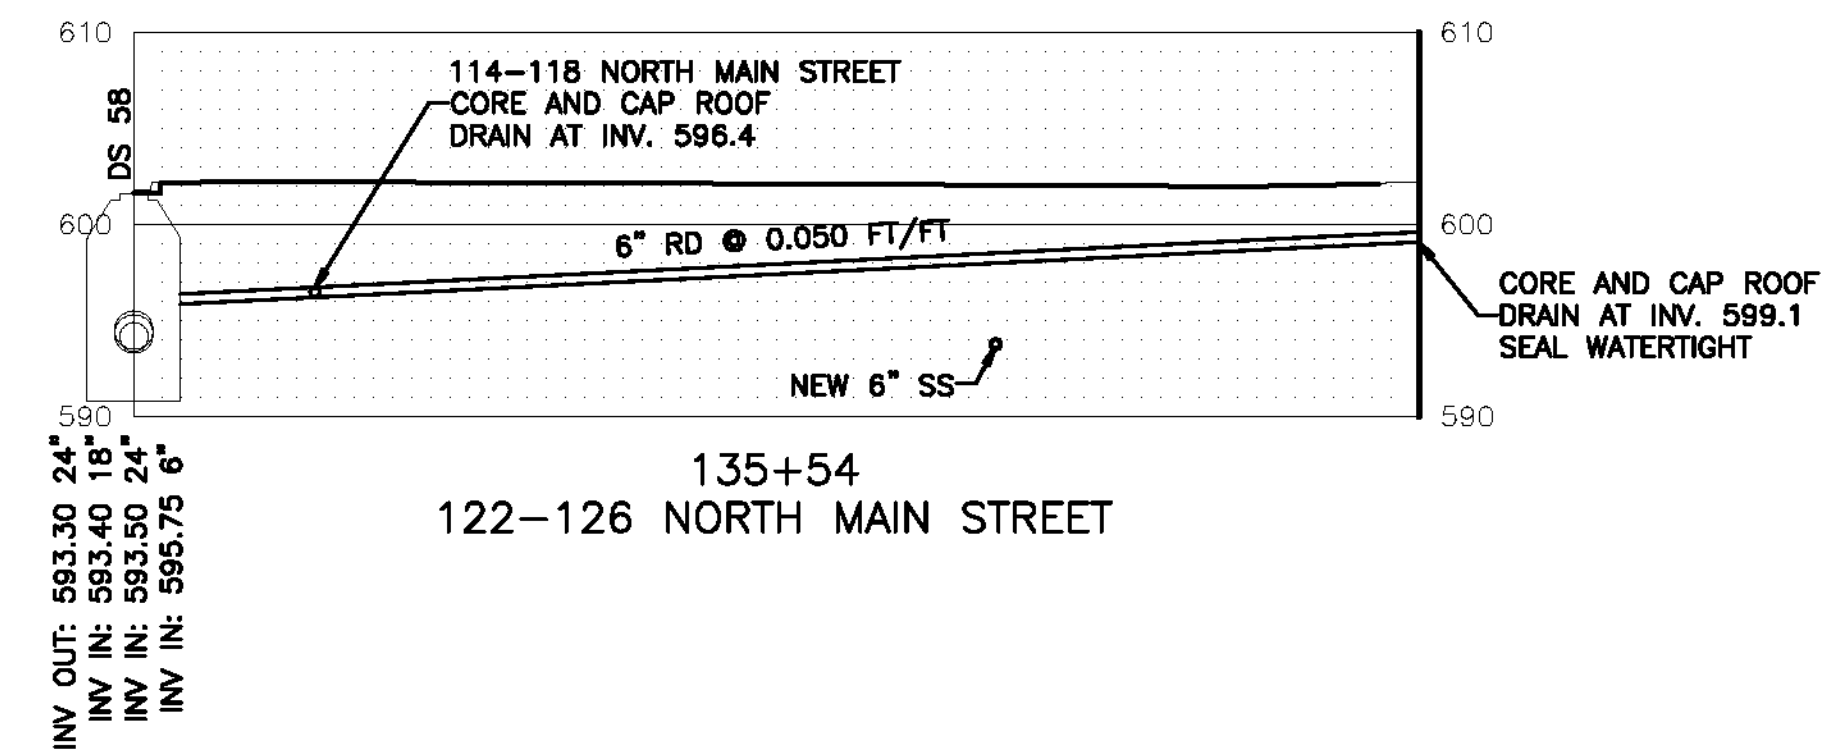 610
610
114-118 NORTH MAIN STREET
CORE AND CAP ROOF
DRAIN AT INV. 596.4
DS 58
600
600
6" RD @ 0.050 FT/FT
CORE AND CAP ROOF
DRAIN AT INV. 599.1
SEAL WATERTIGHT
NEW 6" SS
590
590
INV OUT: 593.30 24"
INV IN: 593.40 18"
INV IN: 593.50 24"
INV IN: 595.75 6"
135+54
122-126 NORTH MAIN STREET